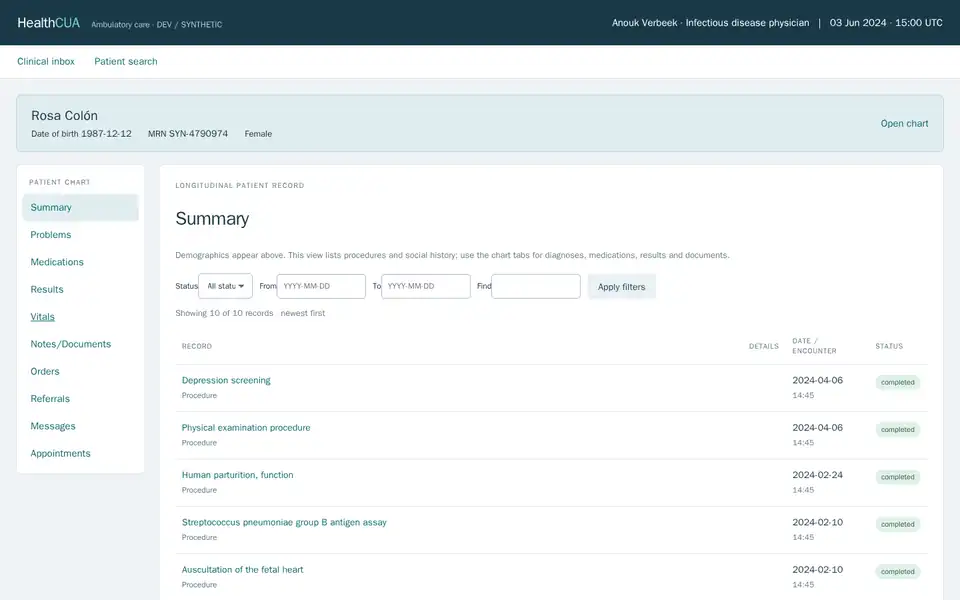 HealthCUA Ambulatory care · DEV / SYNTHETIC Anouk Verbeek · Infectious disease physician | 03 Jun 2024 · 15:00 UTC
Clinical inbox Patient search
Rosa Colón
Date of birth 1987-12-12 MRN SYN-4790974 Female
Open chart
PATIENT CHART
Summary
Problems
Medications
Results
Vitals
Notes/Documents
Orders
Referrals
Messages
Appointments
LONGITUDINAL PATIENT RECORD
Summary
Demographics appear above. This view lists procedures and social history; use the chart tabs for diagnoses, medications, results and documents.
Status All statu From YYYY-MM-DD To YYYY-MM-DD Find Apply filters
Showing 10 of 10 records newest first
RECORD DETAILS DATE / ENCOUNTER STATUS
Depression screening 2024-04-06 completed
Procedure 14:45
Physical examination procedure 2024-04-06 completed
Procedure 14:45
Human parturition, function 2024-02-24 completed
Procedure 14:45
Streptococcus pneumoniae group B antigen assay 2024-02-10 completed
Procedure 14:45
Auscultation of the fetal heart 2024-02-10 completed
Procedure 14:45